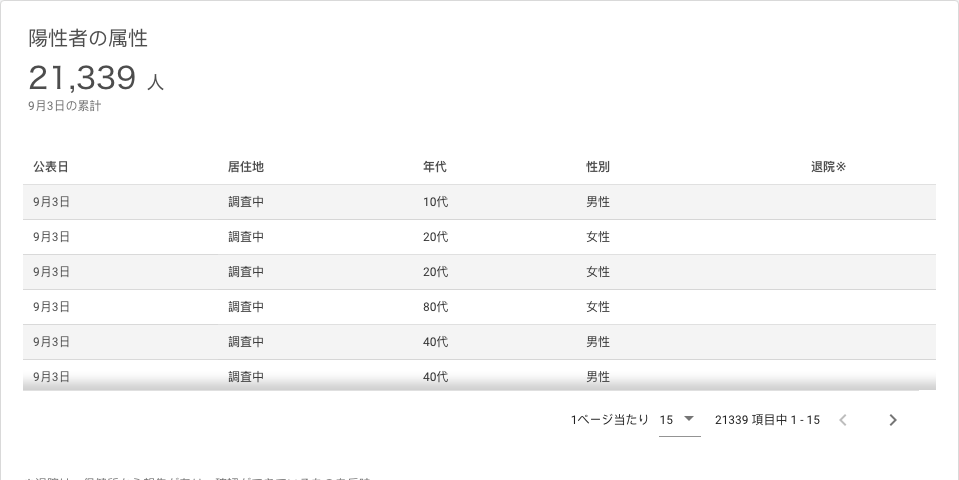 陽性者の属性
21,339 人
9月3日の累計
公表日 居住地 年代 性別 退院※
9月3日 調査中 10代 男性
9月3日 調査中 20代 女性
9月3日 調査中 20代 女性
9月3日 調査中 80代 女性
9月3日 調査中 40代 男性
9月3日 調査中 40代 男性
1ページ当たり 15 21339 項目中 1 - 15